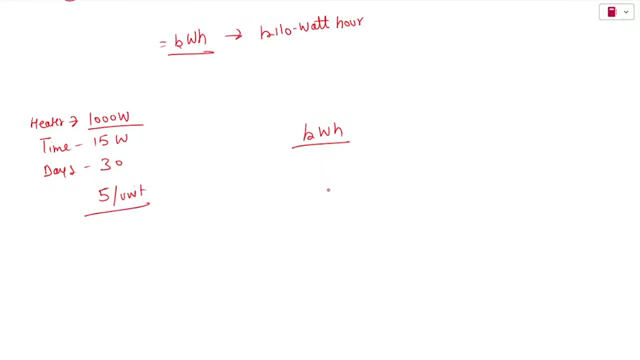 = kWh → kilo-watt hour
Heater → 1000W
Time - 15 W
Days - 30
5/unit
kWh